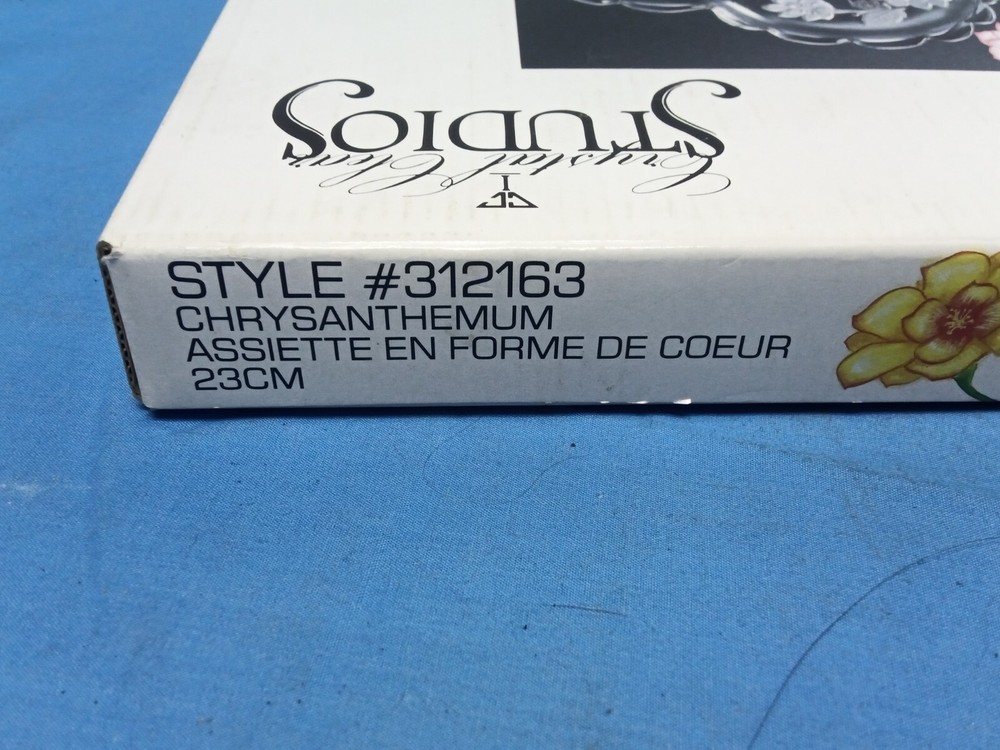 Crystal Clear
STUDIOS
STYLE #312163
CHRYSANTHEMUM
ASSIETTE EN FORME DE COEUR
23CM